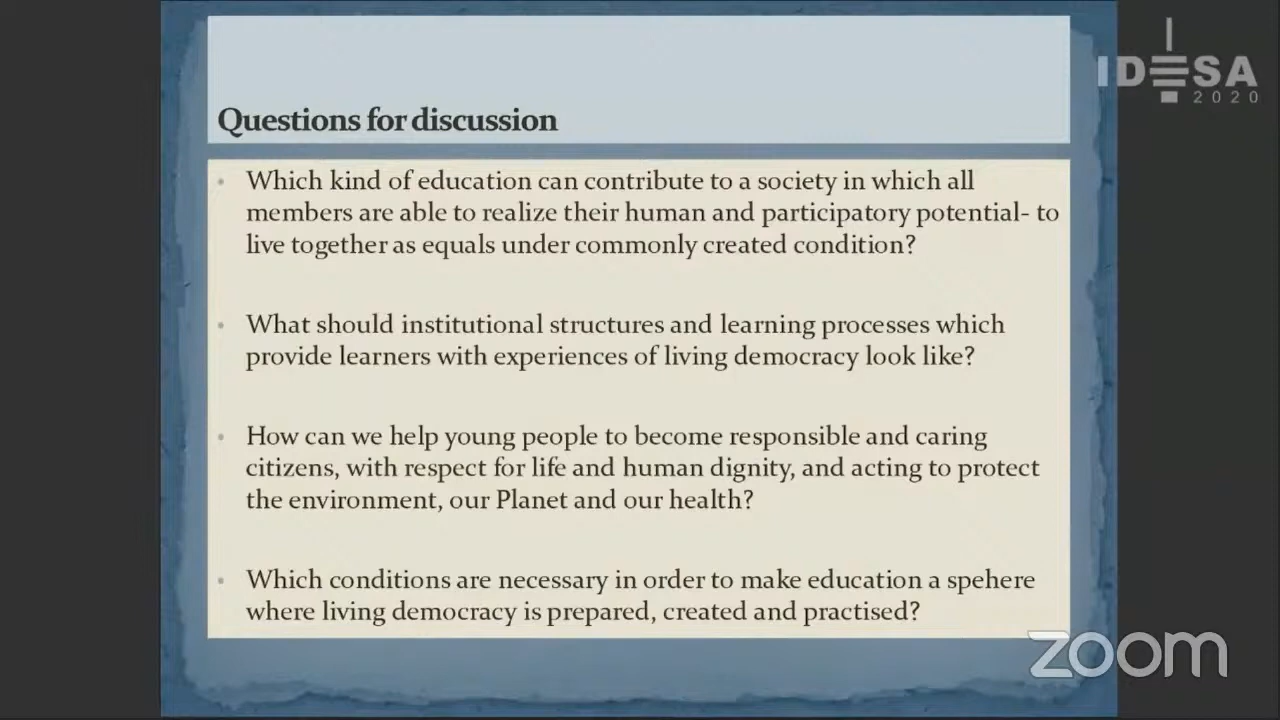 IDESA
2020
Questions for discussion
• Which kind of education can contribute to a society in which all
members are able to realize their human and participatory potential- to
live together as equals under commonly created condition?
• What should institutional structures and learning processes which
provide learners with experiences of living democracy look like?
• How can we help young people to become responsible and caring
citizens, with respect for life and human dignity, and acting to protect
the environment, our Planet and our health?
• Which conditions are necessary in order to make education a spehere
where living democracy is prepared, created and practised?
zoom